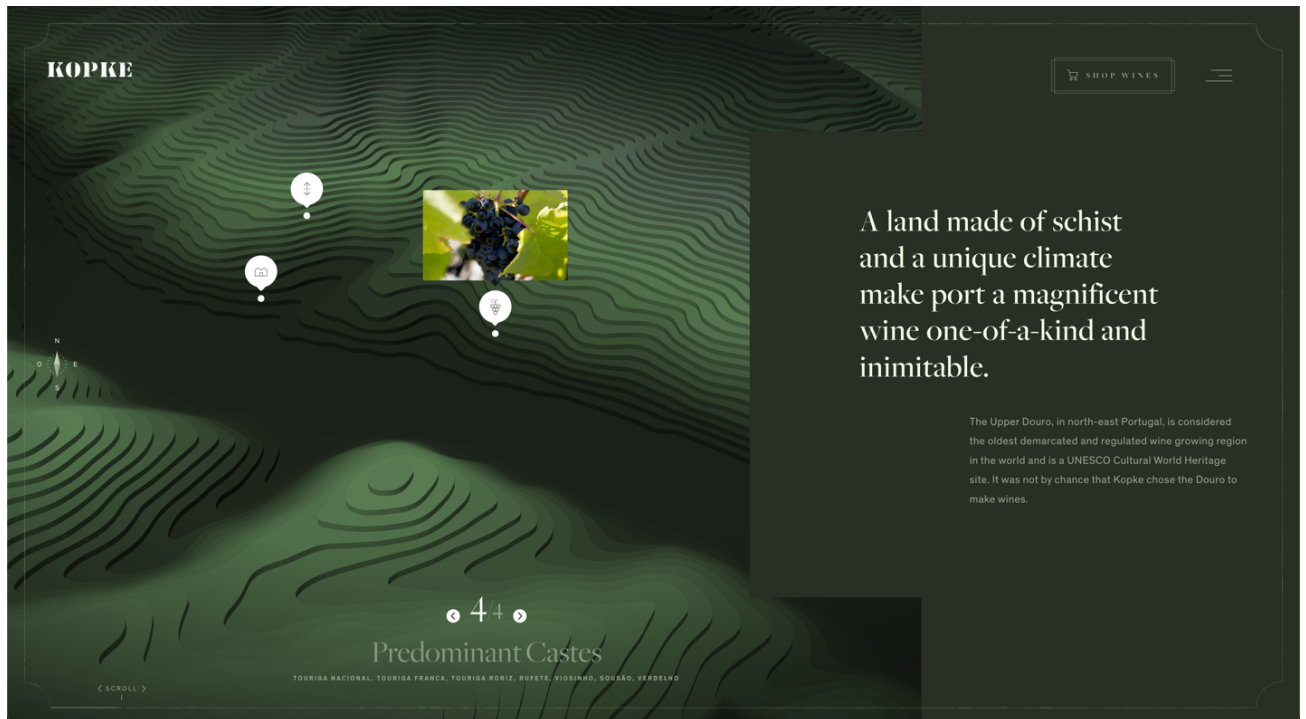 KOPKE
SHOP WINES
A land made of schist
and a unique climate
make port a magnificent
wine one-of-a-kind and
inimitable.
The Upper Douro, in north-east Portugal, is considered
the oldest demarcated and regulated wine growing region
in the world and is a UNESCO Cultural World Heritage
site. It was not by chance that Kopke chose the Douro to
make wines.
N
O E
S
4/4
Predominant Castes
TOURIGA NACIONAL, TOURIGA FRANCA, TOURIGA RORIZ, RUFETE, VIOSINHO, SOUSÃO, VERDELHO
SCROLL